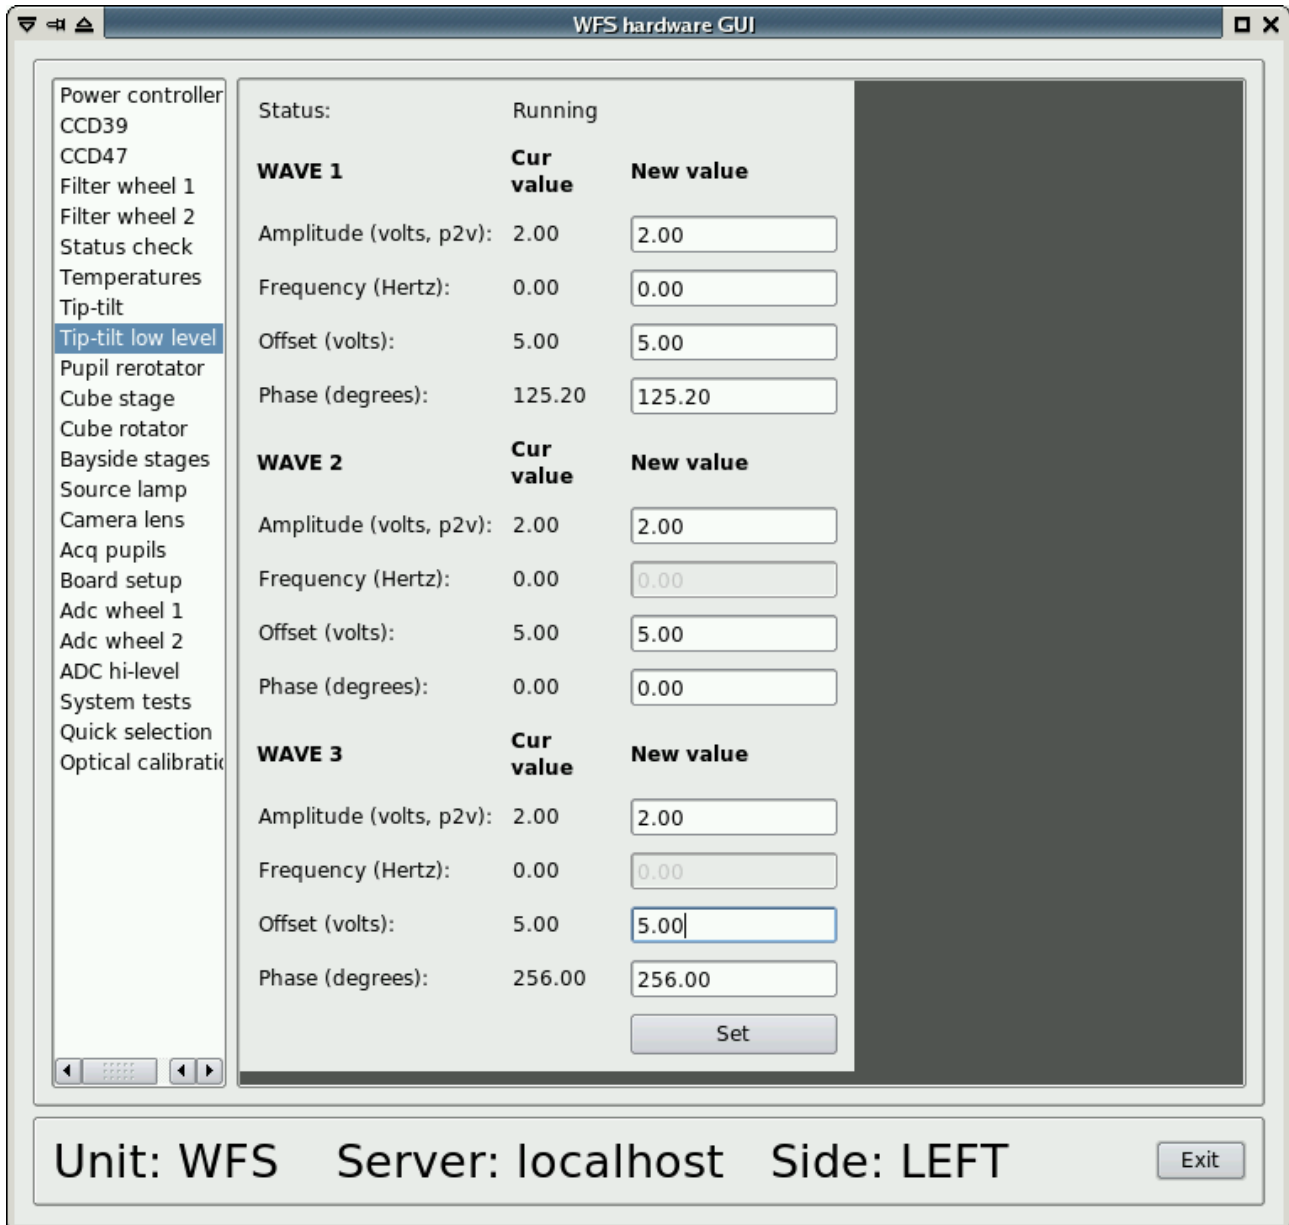 WFS hardware GUI
Power controller
CCD39
CCD47
Filter wheel 1
Filter wheel 2
Status check
Temperatures
Tip-tilt
Tip-tilt low level
Pupil rerotator
Cube stage
Cube rotator
Bayside stages
Source lamp
Camera lens
Acq pupils
Board setup
Adc wheel 1
Adc wheel 2
ADC hi-level
System tests
Quick selection
Optical calibratio
Status: Running
WAVE 1 Cur value New value
Amplitude (volts, p2v): 2.00 2.00
Frequency (Hertz): 0.00 0.00
Offset (volts): 5.00 5.00
Phase (degrees): 125.20 125.20
WAVE 2 Cur value New value
Amplitude (volts, p2v): 2.00 2.00
Frequency (Hertz): 0.00 0.00
Offset (volts): 5.00 5.00
Phase (degrees): 0.00 0.00
WAVE 3 Cur value New value
Amplitude (volts, p2v): 2.00 2.00
Frequency (Hertz): 0.00 0.00
Offset (volts): 5.00 5.00
Phase (degrees): 256.00 256.00
Set
Unit: WFS Server: localhost Side: LEFT Exit